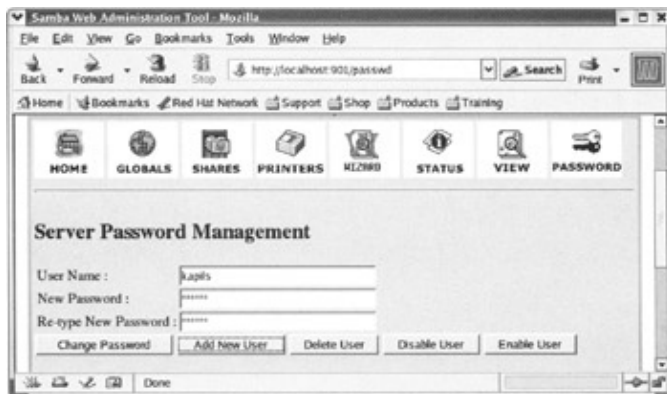 Samba Web Administration Tool - Mozilla
File Edit View Go Bookmarks Tools Window Help
Back Forward Reload Stop http://localhost:901/passwd Search Print
Home Bookmarks Red Hat Network Support Shop Products Training
HOME GLOBALS SHARES PRINTERS WIZARD STATUS VIEW PASSWORD
Server Password Management
User Name : kapils
New Password : ******
Re-type New Password : ******
Change Password Add New User Delete User Disable User Enable User
Done